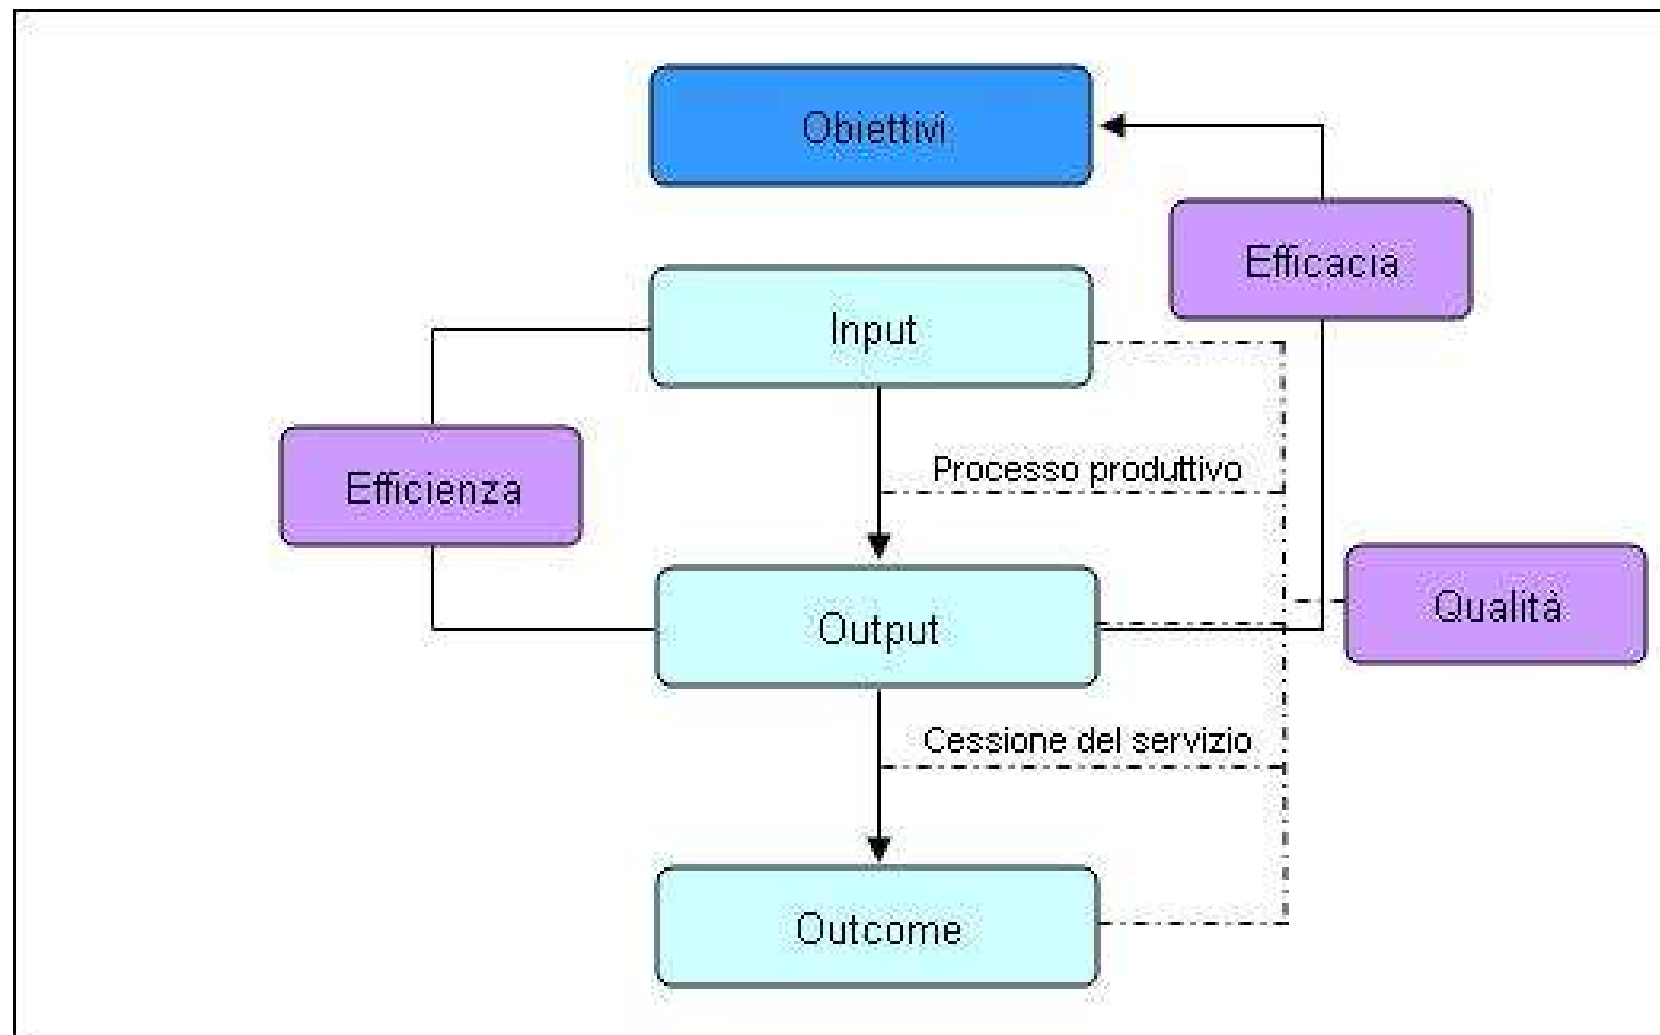 Obiettivi
Efficacia
Input
Processo produttivo
Efficienza
Output
Qualità
Cessione del servizio
Outcome